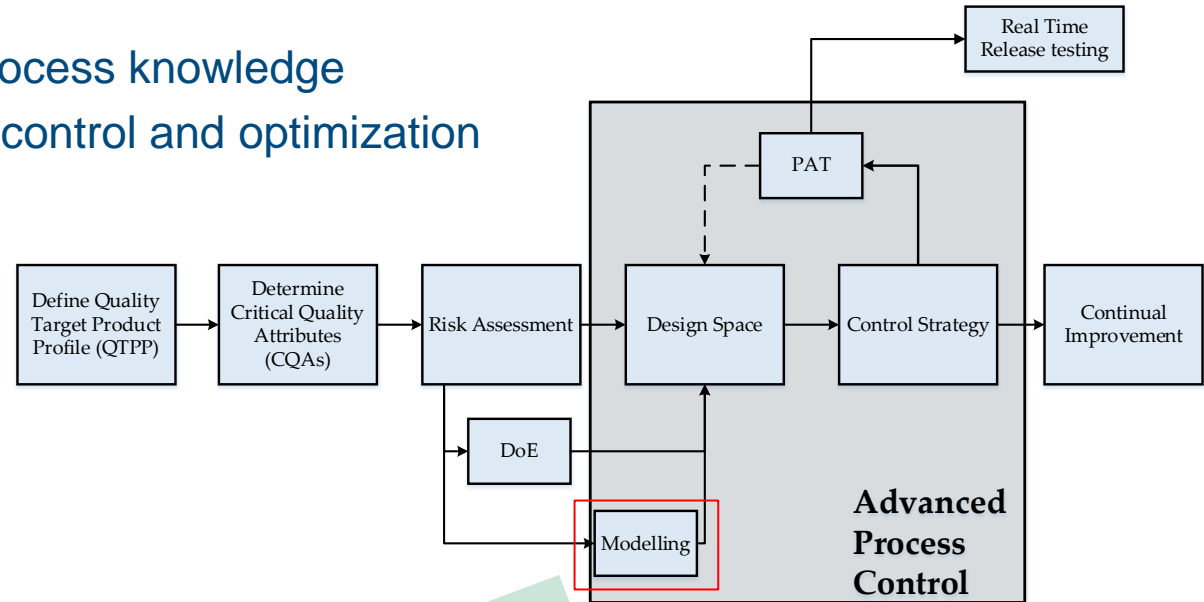 ocess knowledge
control and optimization
Real Time
Release testing
PAT
Define Quality
Target Product
Profile (QTPP)
Determine
Critical Quality
Attributes
(CQAs)
Risk Assessment
Design Space
Control Strategy
Continual
Improvement
DoE
Modelling
Advanced
Process
Control